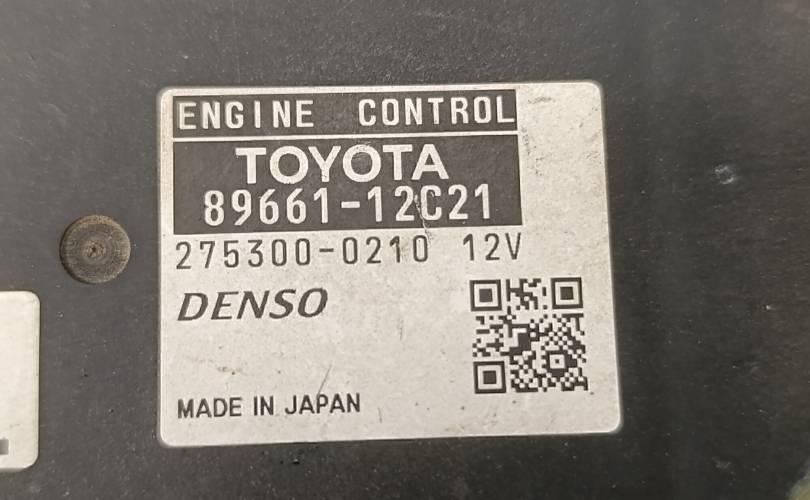 ENGINE CONTROL
TOYOTA
89661-12C21
275300-0210 12V
DENSO
MADE IN JAPAN